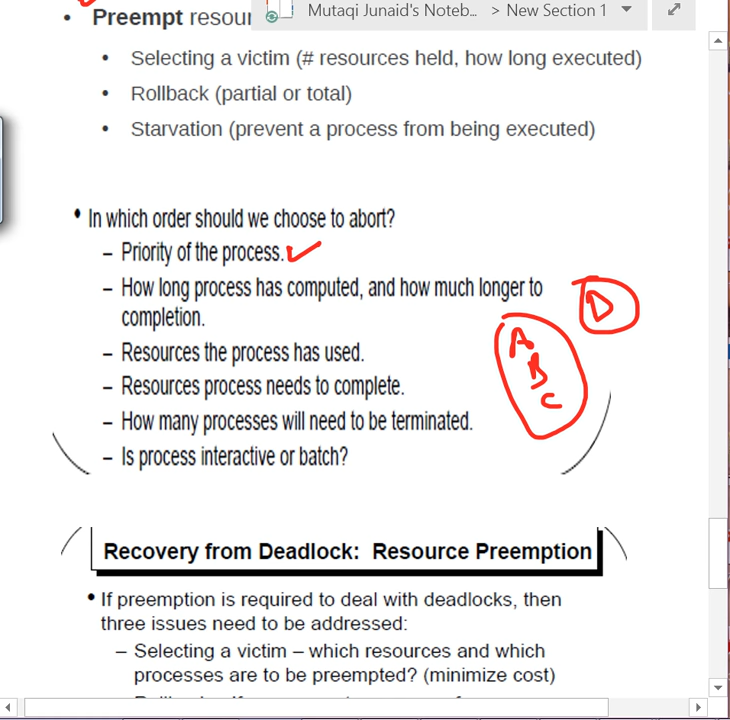 • Preempt resour
Mutaqi Junaid's Noteb... > New Section 1
• Selecting a victim (# resources held, how long executed)
• Rollback (partial or total)
• Starvation (prevent a process from being executed)
• In which order should we choose to abort?
– Priority of the process.
– How long process has computed, and how much longer to
completion.
D
– Resources the process has used.
A
– Resources process needs to complete.
B
C
– How many processes will need to be terminated.
– Is process interactive or batch?
Recovery from Deadlock: Resource Preemption
• If preemption is required to deal with deadlocks, then
three issues need to be addressed:
– Selecting a victim – which resources and which
processes are to be preempted? (minimize cost)